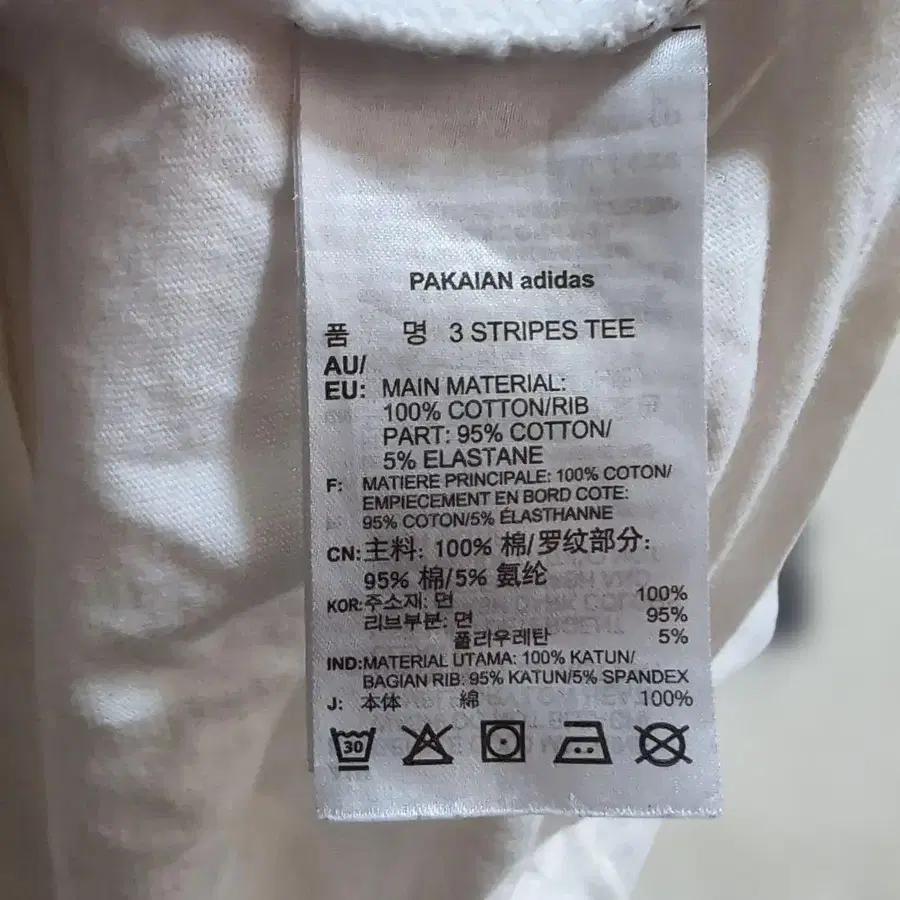 PAKAIAN adidas
품 명 3 STRIPES TEE
AU/
EU: MAIN MATERIAL:
100% COTTON/RIB
PART: 95% COTTON/
5% ELASTANE
F: MATIERE PRINCIPALE: 100% COTON/
EMPIECEMENT EN BORD COTE:
95% COTON/5% ÉLASTHANNE
CN: 主料: 100% 棉/罗纹部分:
95% 棉/5% 氨纶
KOR: 주소재: 면 100%
리브부분: 면 95%
폴리우레탄 5%
IND: MATERIAL UTAMA: 100% KATUN/
BAGIAN RIB: 95% KATUN/5% SPANDEX
J: 本体 綿 100%
30